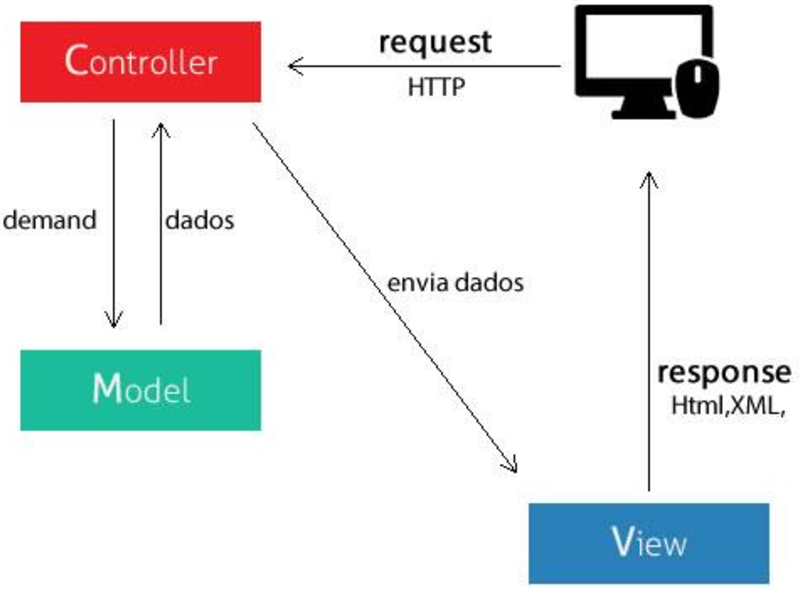 Controller
request
HTTP
demand
dados
envia dados
Model
response
Html,XML,
View